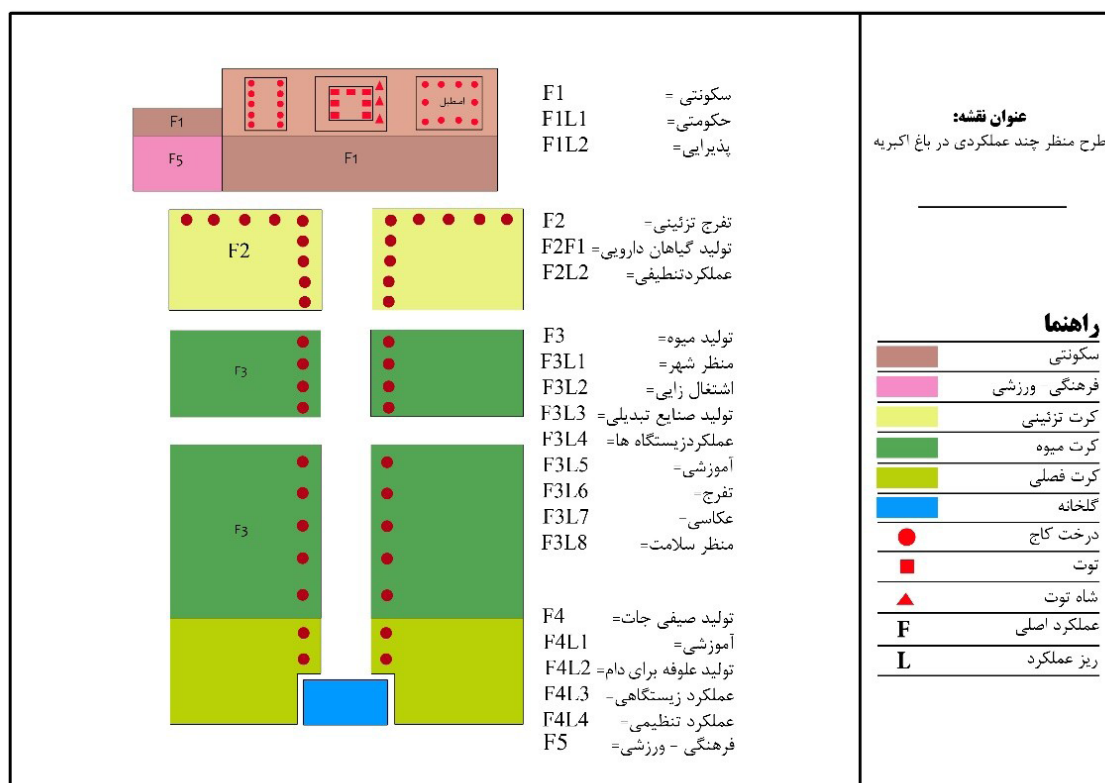 عنوان نقشه:
طرح منظر چند عملکردی در باغ اکبریه
راهنما
سکونتی
فرهنگی- ورزشی
کرت تزئینی
کرت میوه
کرت فصلی
گلخانه
درخت کاج
توت
شاه توت
عملکرد اصلی F
ریز عملکرد L
F1 سکونتی =
F1L1 حکومتی=
F1L2 پذیرایی=
F2 تفرج تزئینی=
F2F1 تولید گیاهان دارویی=
F2L2 عملکردتنظیفی=
F3 تولید میوه=
F3L1 منظر شهر=
F3L2 اشتغال زایی=
F3L3 تولید صنایع تبدیلی=
F3L4 عملکردزیستگاه ها=
F3L5 آموزشی=
F3L6 تفرج-
F3L7 عکاسی-
F3L8 منظر سلامت=
F4 تولید صیفی جات=
F4L1 آموزشی=
F4L2 تولید علوفه برای دام=
F4L3 عملکرد زیستگاهی-
F4L4 عملکرد تنظیمی=
F5 فرهنگی - ورزشی=
اصطبل
F1
F5
F1
F2
F3
F3